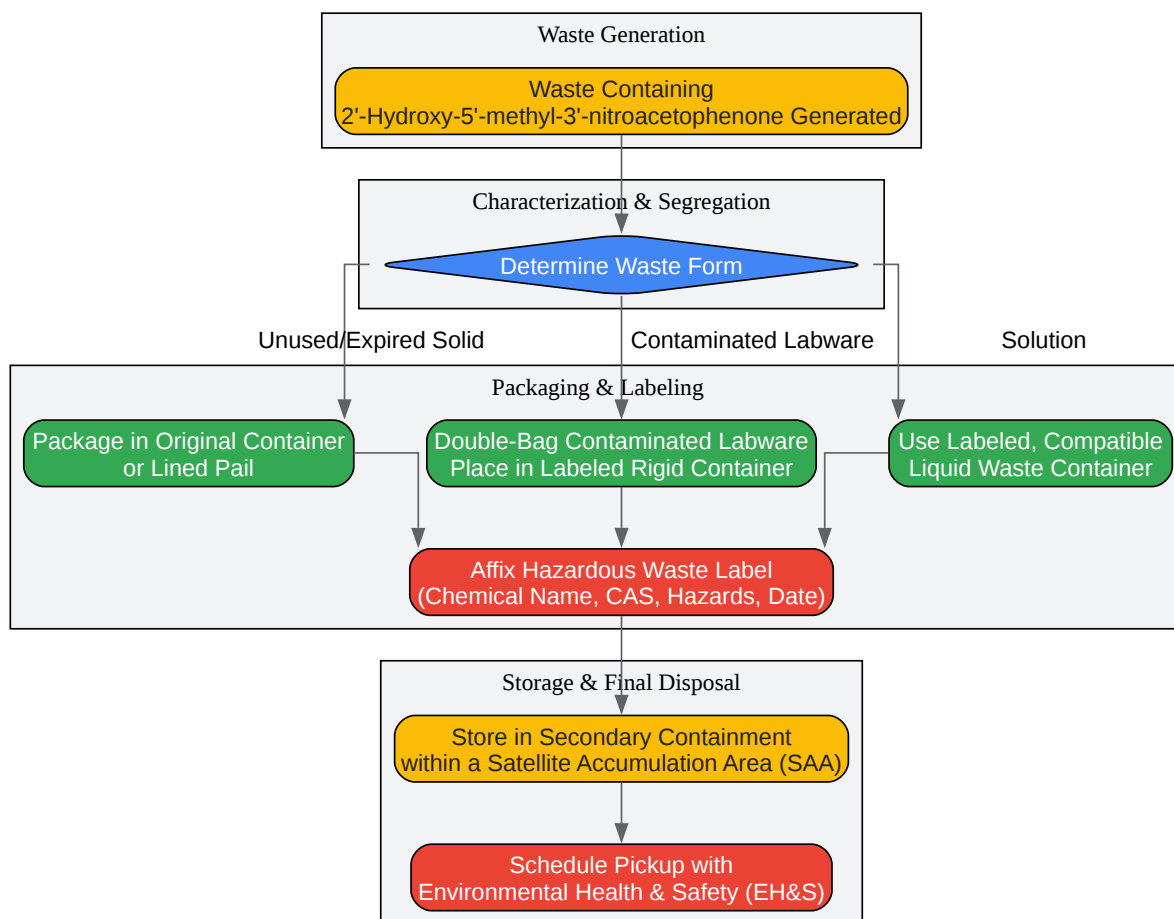 Waste Generation
Waste Containing
2'-Hydroxy-5'-methyl-3'-nitroacetophenone Generated
Characterization & Segregation
Determine Waste Form
Unused/Expired Solid
Contaminated Labware
Solution
Packaging & Labeling
Package in Original Container
or Lined Pail
Double-Bag Contaminated Labware
Place in Labeled Rigid Container
Use Labeled, Compatible
Liquid Waste Container
Affix Hazardous Waste Label
(Chemical Name, CAS, Hazards, Date)
Storage & Final Disposal
Store in Secondary Containment
within a Satellite Accumulation Area (SAA)
Schedule Pickup with
Environmental Health & Safety (EH&S)